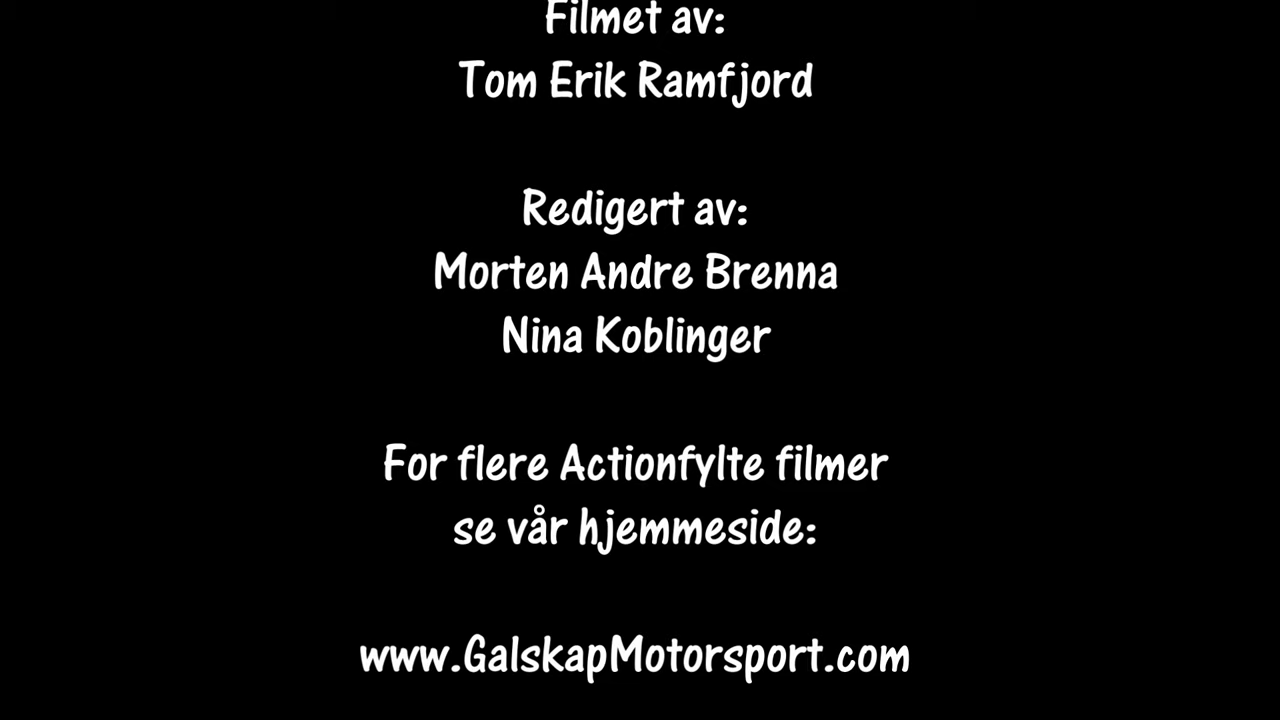 Filmet av:
Tom Erik Ramfjord
Redigert av:
Morten Andre Brenna
Nina Koblinger
For flere Actionfylte filmer
se vår hjemmeside:
www.GalskapMotorsport.com